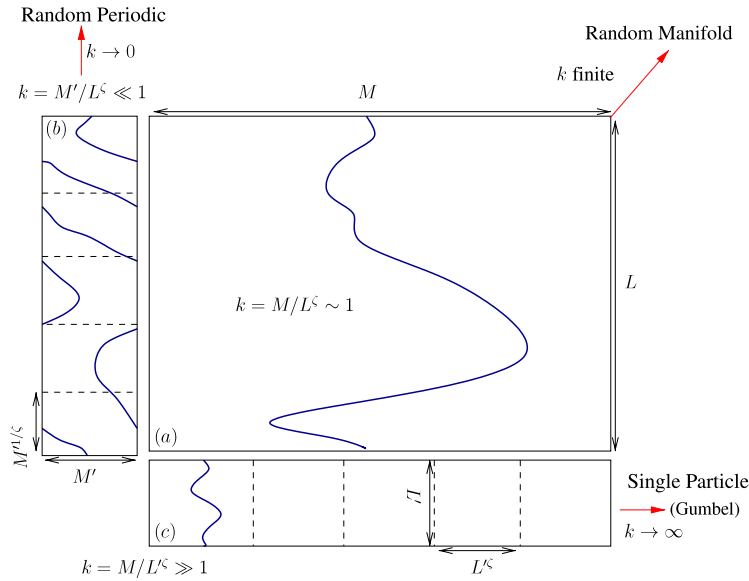 Random Periodic
k → 0
k = M′/L^ζ ≪ 1
Random Manifold
k finite
M
(b)
L
k = M/L^ζ ∼ 1
M′^{1/ζ}
(a)
M′
L′
Single Particle
(Gumbel)
k → ∞
(c)
L′^ζ
k = M/L′^ζ ≫ 1